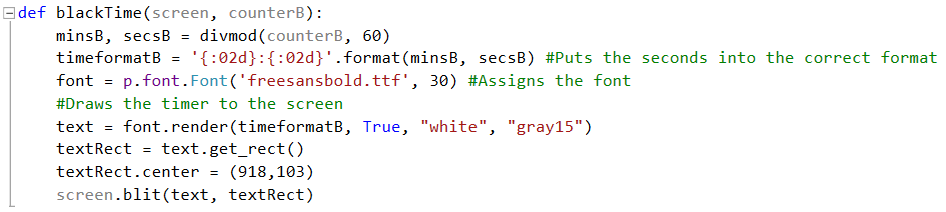 def blackTime(screen, counterB):
    minsB, secsB = divmod(counterB, 60)
    timeformatB = '{:02d}:{:02d}'.format(minsB, secsB) #Puts the seconds into the correct format
    font = p.font.Font('freesansbold.ttf', 30) #Assigns the font
    #Draws the timer to the screen
    text = font.render(timeformatB, True, "white", "gray15")
    textRect = text.get_rect()
    textRect.center = (918,103)
    screen.blit(text, textRect)